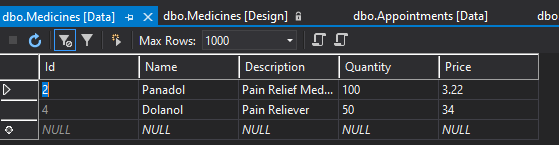 dbo.Medicines [Data] dbo.Medicines [Design] dbo.Appointments [Data] dbo
Max Rows: 1000
Id Name Description Quantity Price
2 Panadol Pain Relief Med... 100 3.22
4 Dolanol Pain Reliever 50 34
NULL NULL NULL NULL NULL